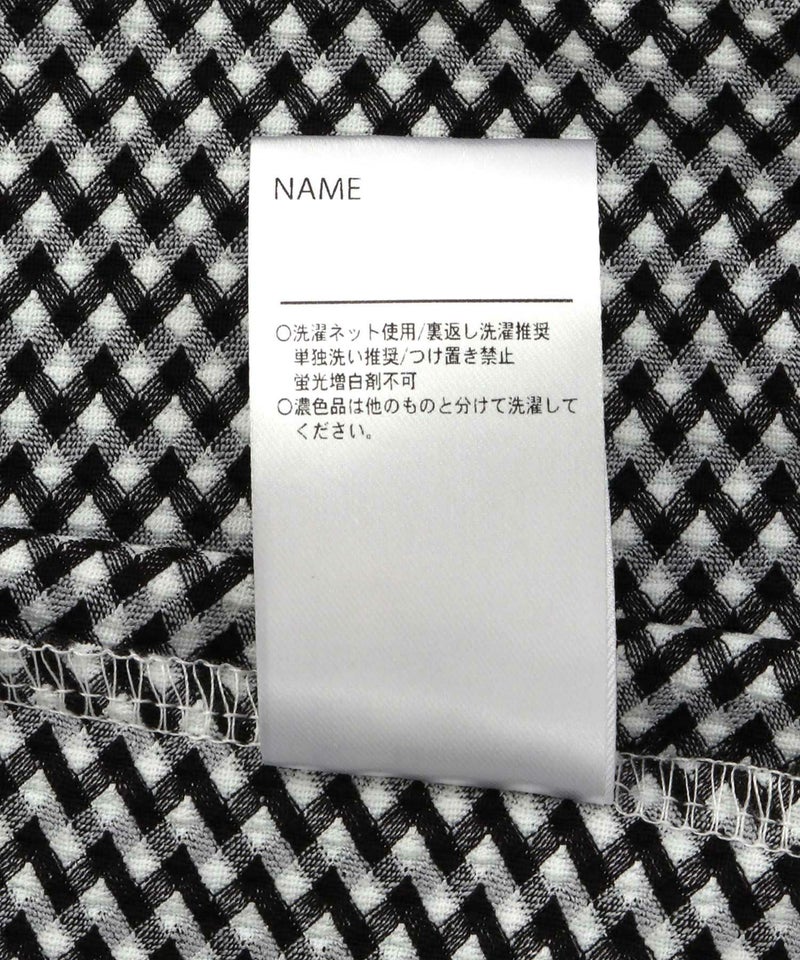 NAME
○洗濯ネット使用/裏返し洗濯推奨
単独洗い推奨/つけ置き禁止
蛍光増白剤不可
○濃色品は他のものと分けて洗濯して
ください。